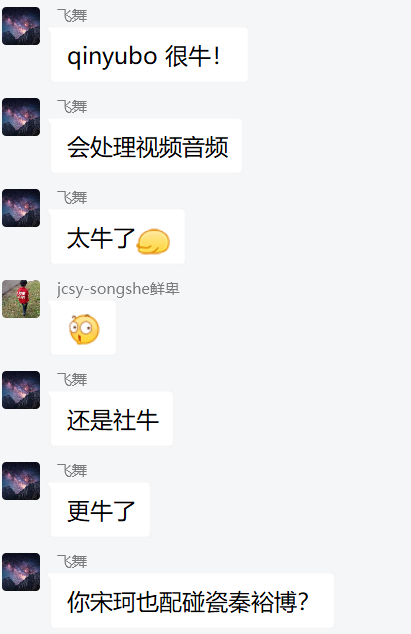 飞舞
qinyubo 很牛！
飞舞
会处理视频音频
飞舞
太牛了
jcsy-songshe鲜卑
飞舞
还是社牛
飞舞
更牛了
飞舞
你宋珂也配碰瓷秦裕博？